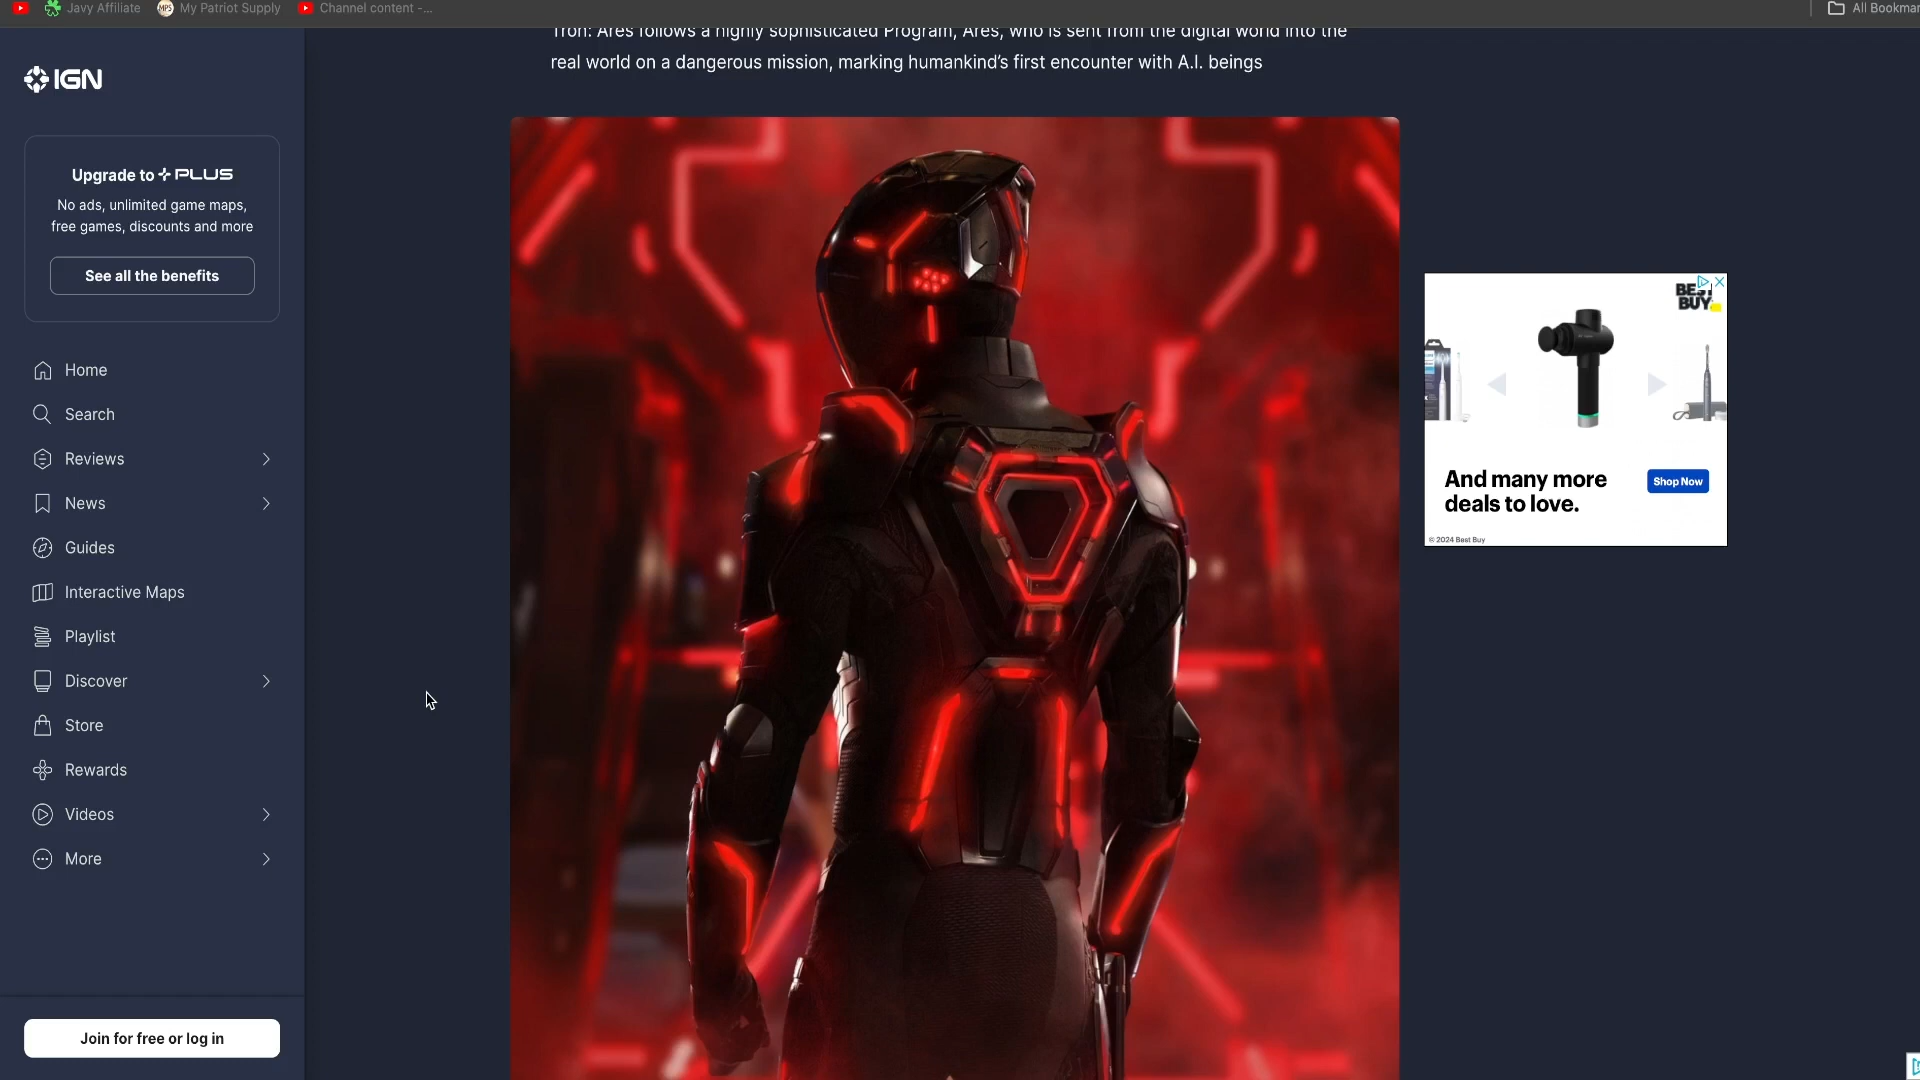 Javy Affiliate
My Patriot Supply
Channel content -...
All Bookmar
Tron: Ares follows a highly sophisticated Program, Ares, who is sent from the digital world into the
real world on a dangerous mission, marking humankind’s first encounter with A.I. beings
IGN
Upgrade to PLUS
No ads, unlimited game maps,
free games, discounts and more
See all the benefits
Home
Search
Reviews
News
Guides
Interactive Maps
Playlist
Discover
Store
Rewards
Videos
More
Join for free or log in
BEST
BUY
And many more
deals to love.
Shop Now
© 2024 Best Buy